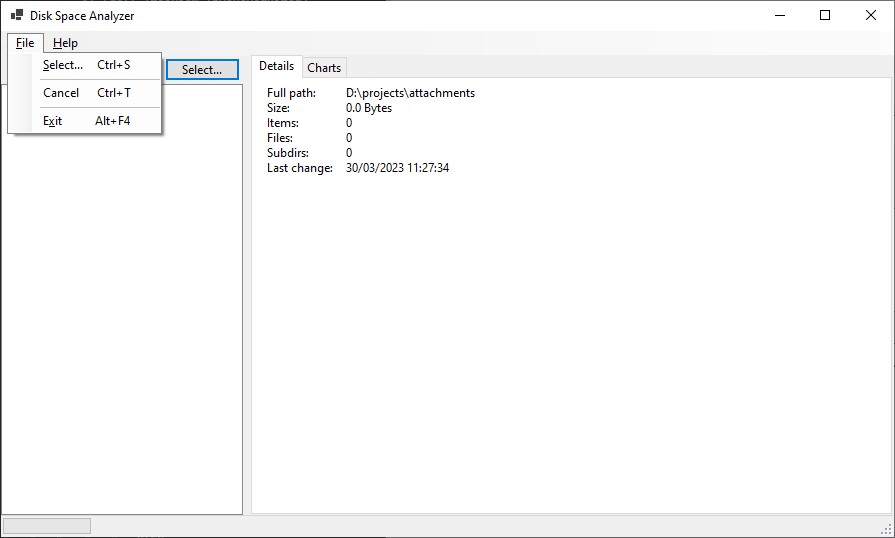 Disk Space Analyzer
File Help
Select... Ctrl+S
Cancel Ctrl+T
Exit Alt+F4
Select...
Details Charts
Full path: D:\projects\attachments
Size: 0.0 Bytes
Items: 0
Files: 0
Subdirs: 0
Last change: 30/03/2023 11:27:34